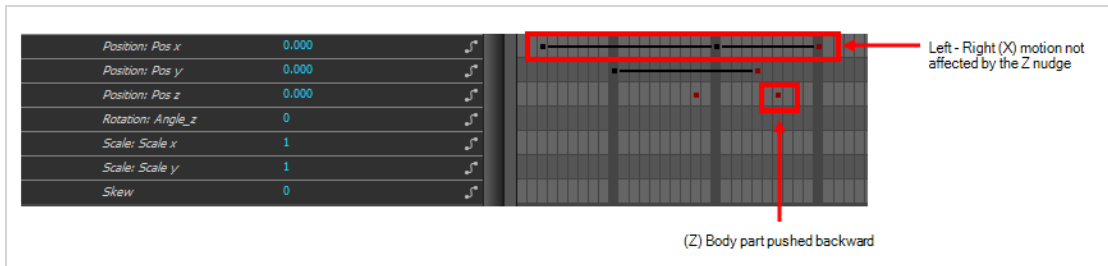 Position: Pos x 0.000
Left - Right (X) motion not
affected by the Z nudge
Position: Pos y 0.000
Position: Pos z 0.000
Rotation: Angle_z 0
Scale: Scale x 1
Scale: Scale y 1
Skew 0
(Z) Body part pushed backward